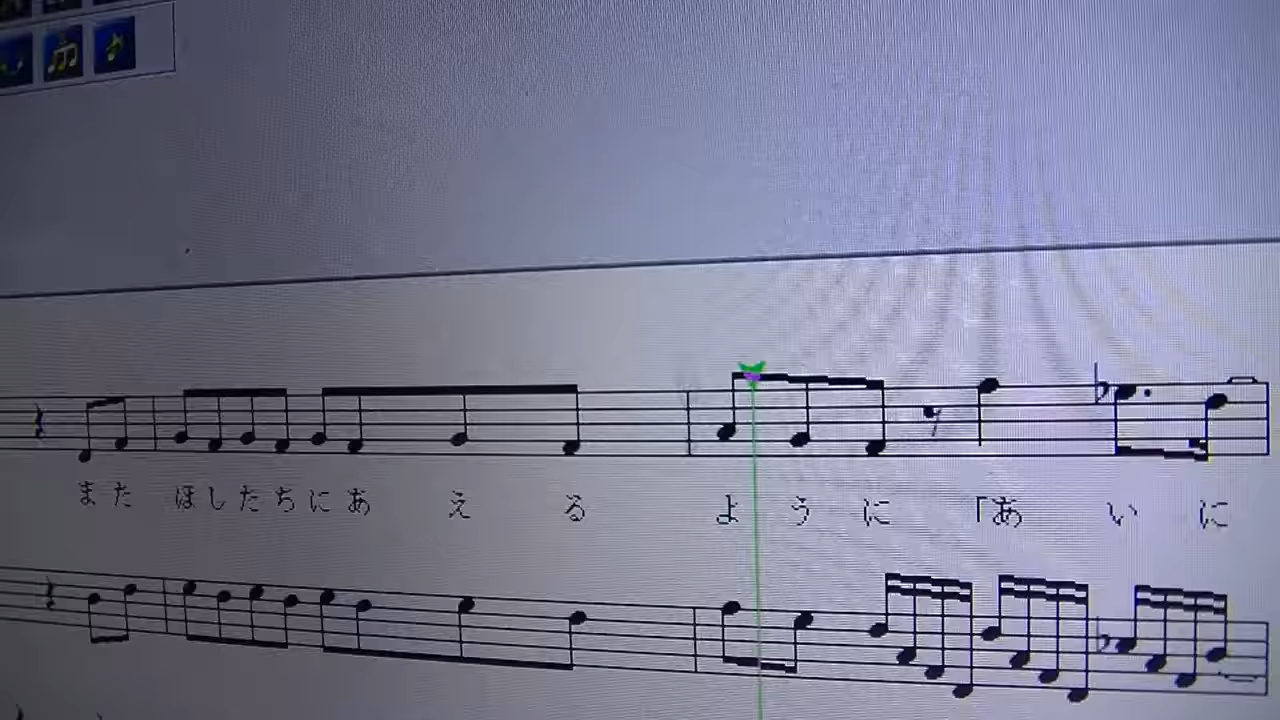 また ほしたちにあ え る よ う に 「あ い に